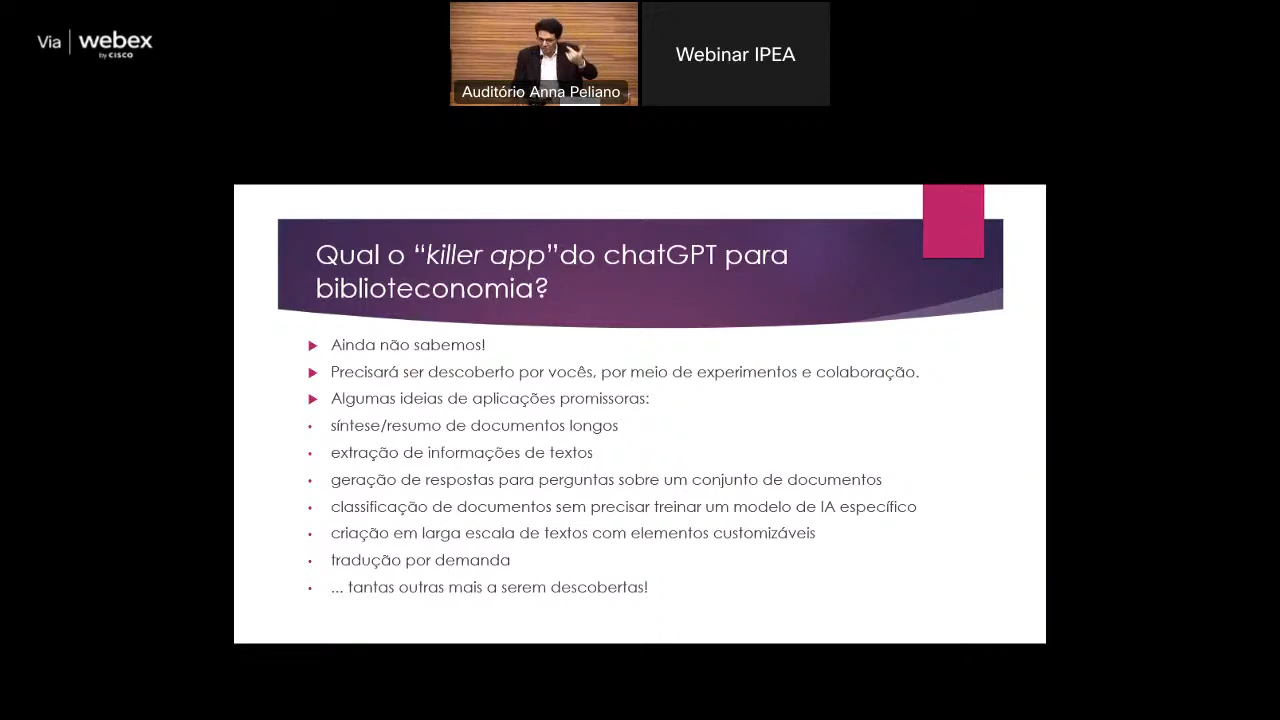 Via | webex
by CISCO
Auditório Anna Peliano
Webinar IPEA
Qual o “killer app”do chatGPT para
biblioteconomia?
Ainda não sabemos!
Precisará ser descoberto por vocês, por meio de experimentos e colaboração.
Algumas ideias de aplicações promissoras:
síntese/resumo de documentos longos
extração de informações de textos
geração de respostas para perguntas sobre um conjunto de documentos
classificação de documentos sem precisar treinar um modelo de IA específico
criação em larga escala de textos com elementos customizáveis
tradução por demanda
... tantas outras mais a serem descobertas!